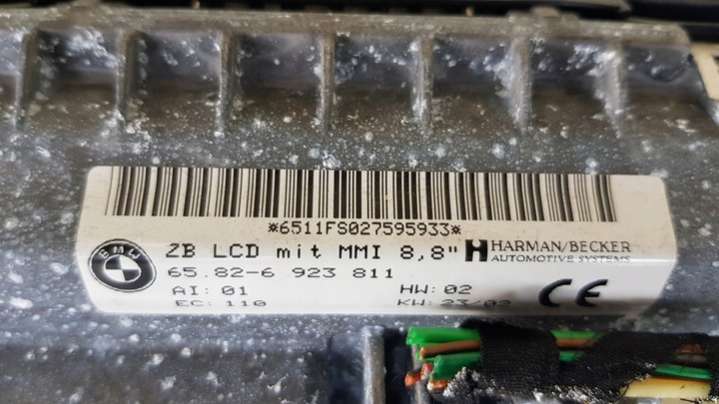 *6511FS027595933*
BMW
ZB LCD mit MMI 8,8"
HARMAN/BECKER
AUTOMOTIVE SYSTEMS
65.82-6 923 811
AI: 01 HW: 02
EC: 110 KW: 23/02
CE